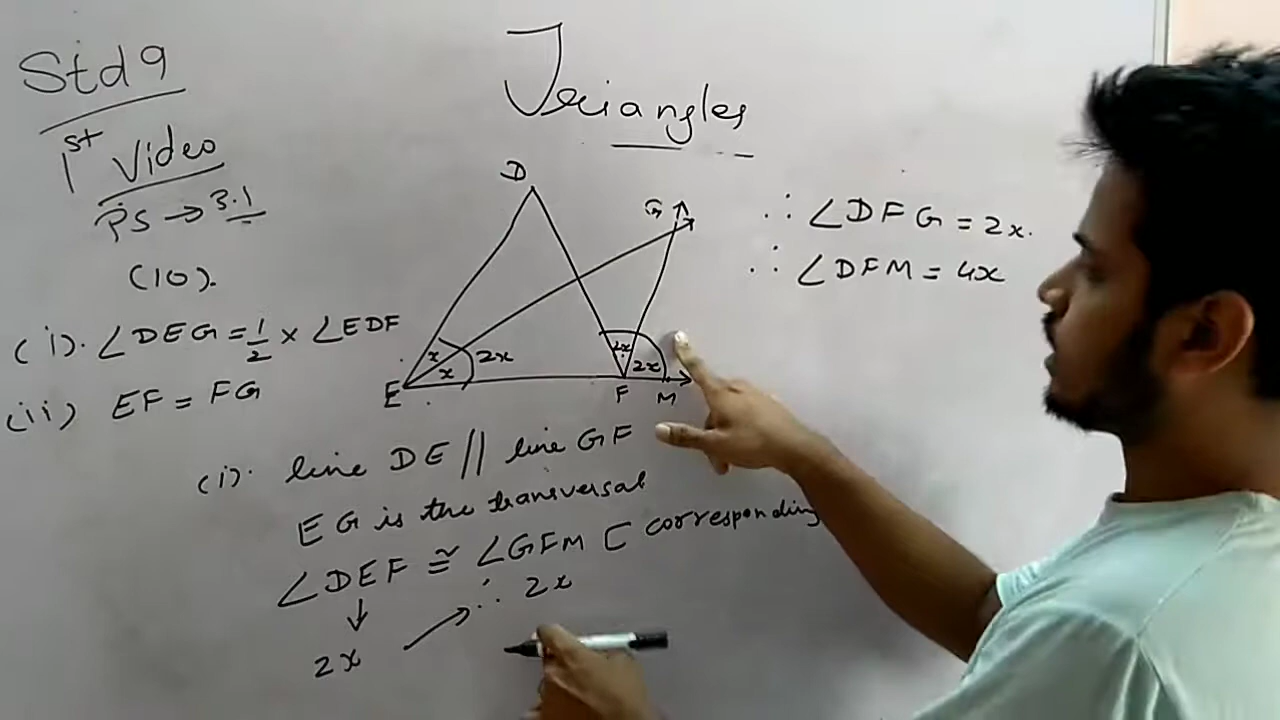 Std 9
1st Video
PS → 3.1
(10).
Triangles
D
G
x
x
2x
2x
2x
E
F
M
∴ ∠DFG = 2x.
∴ ∠DFM = 4x
(i). ∠DEG = 1/2 × ∠EDF
(ii) EF = FG
(i). line DE // line GF
EG is the transversal
∠DEF ≅ ∠GFM [ corresponding
↓
2x → ∴ 2x